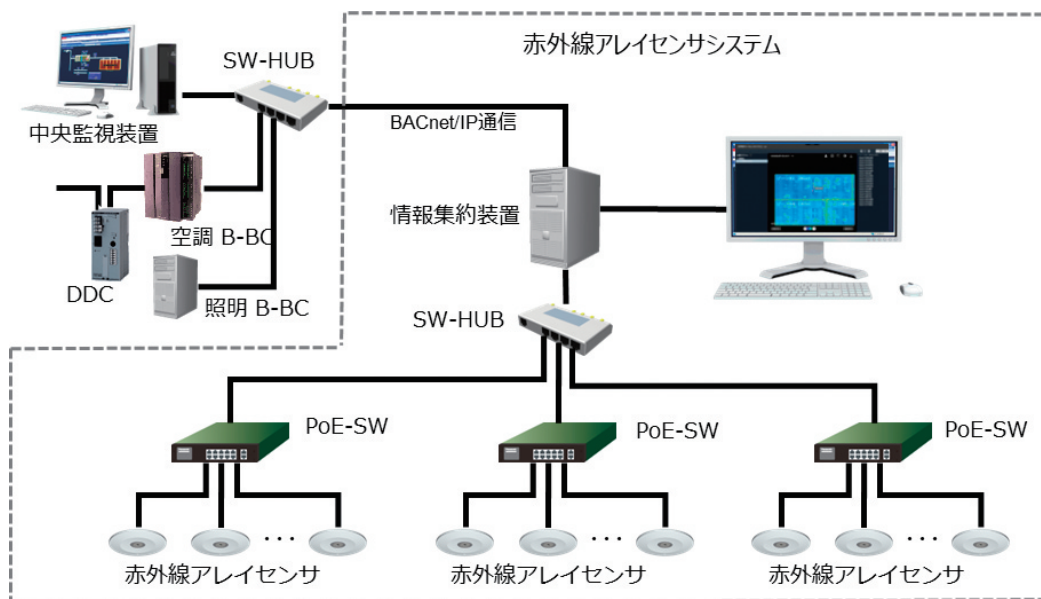 赤外線アレイセンサシステム
SW-HUB
中央監視装置
BACnet/IP通信
空調 B-BC
情報集約装置
DDC
照明 B-BC
SW-HUB
PoE-SW
PoE-SW
PoE-SW
・・・
・・・
・・・
赤外線アレイセンサ
赤外線アレイセンサ
赤外線アレイセンサ